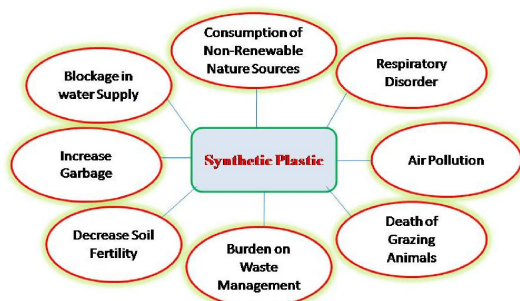 Consumption of
Non-Renewable
Nature Sources
Blockage in
water Supply
Respiratory
Disorder
Increase
Garbage
Synthetic Plastic
Air Pollution
Decrease Soil
Fertility
Burden on
Waste
Management
Death of
Grazing
Animals